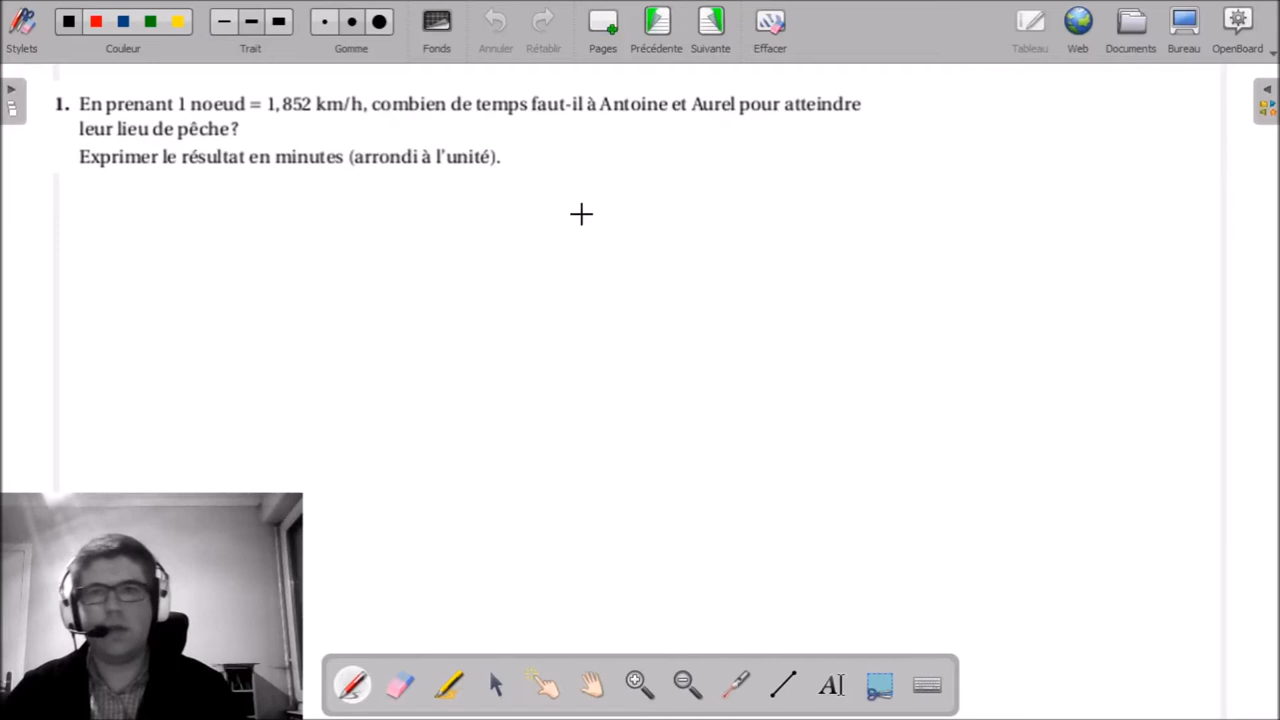 Stylets
Couleur
Trait
Gomme
Fonds
Annuler
Rétablir
Pages
Précédente
Suivante
Effacer
Tableau
Web
Documents
Bureau
OpenBoard
1. En prenant 1 noeud = 1,852 km/h, combien de temps faut-il à Antoine et Aurel pour atteindre
leur lieu de pêche?
Exprimer le résultat en minutes (arrondi à l'unité).
AI